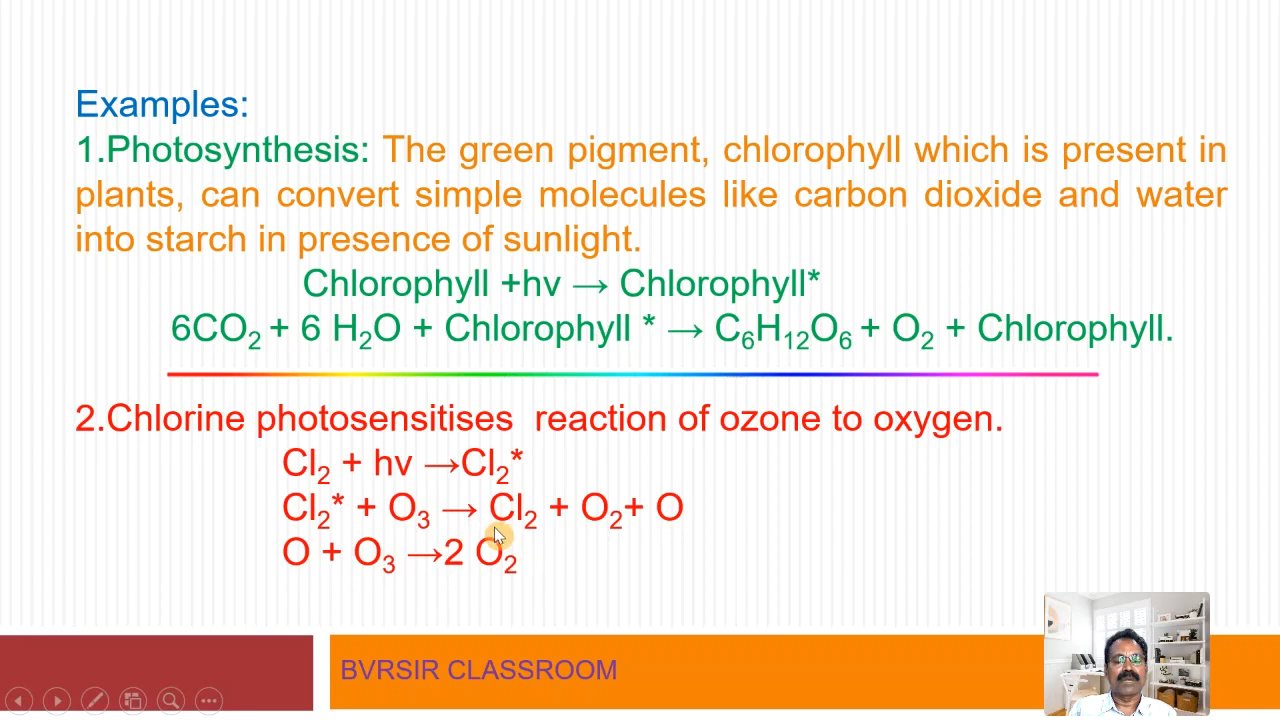 Examples:
1.Photosynthesis: The green pigment, chlorophyll which is present in
plants, can convert simple molecules like carbon dioxide and water
into starch in presence of sunlight.
Chlorophyll +hv → Chlorophyll*
6CO₂ + 6 H₂O + Chlorophyll * → C₆H₁₂O₆ + O₂ + Chlorophyll.
2.Chlorine photosensitises reaction of ozone to oxygen.
Cl₂ + hv →Cl₂*
Cl₂* + O₃ → Cl₂ + O₂+ O
O + O₃ →2 O₂
BVRSIR CLASSROOM